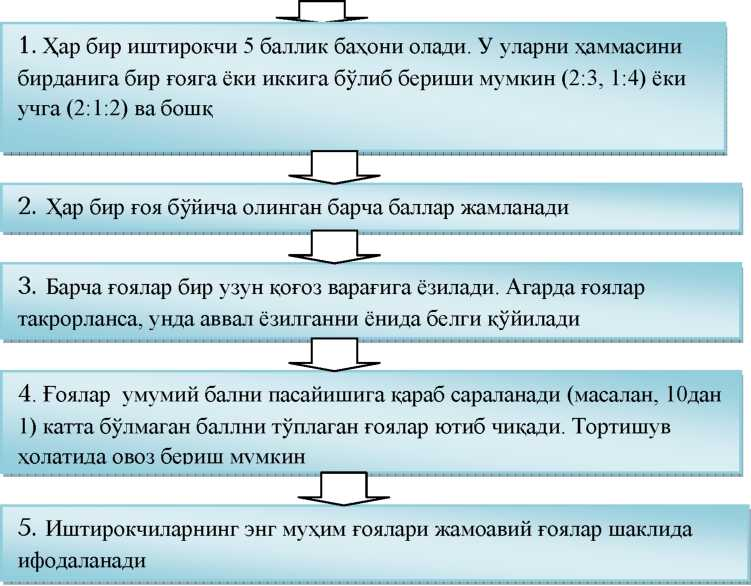 1. Ҳар бир иштирокчи 5 баллик баҳони олади. У уларни ҳаммасини
бирданига бир ғояга ёки иккига бўлиб бериши мумкин (2:3, 1:4) ёки
учга (2:1:2) ва бошқ
2. Ҳар бир ғоя бўйича олинган барча баллар жамланади
3. Барча ғоялар бир узун қоғоз варағига ёзилади. Агарда ғоялар
такрорланса, унда аввал ёзилганни ёнида белги қўйилади
4. Ғоялар умумий бални пасайишига қараб сараланади (масалан, 10дан
1) катта бўлмаган баллни тўплаган ғоялар ютиб чиқади. Тортишув
ҳолатида овоз бериш мумкин
5. Иштирокчиларнинг энг муҳим ғоялари жамоавий ғоялар шаклида
ифодаланади